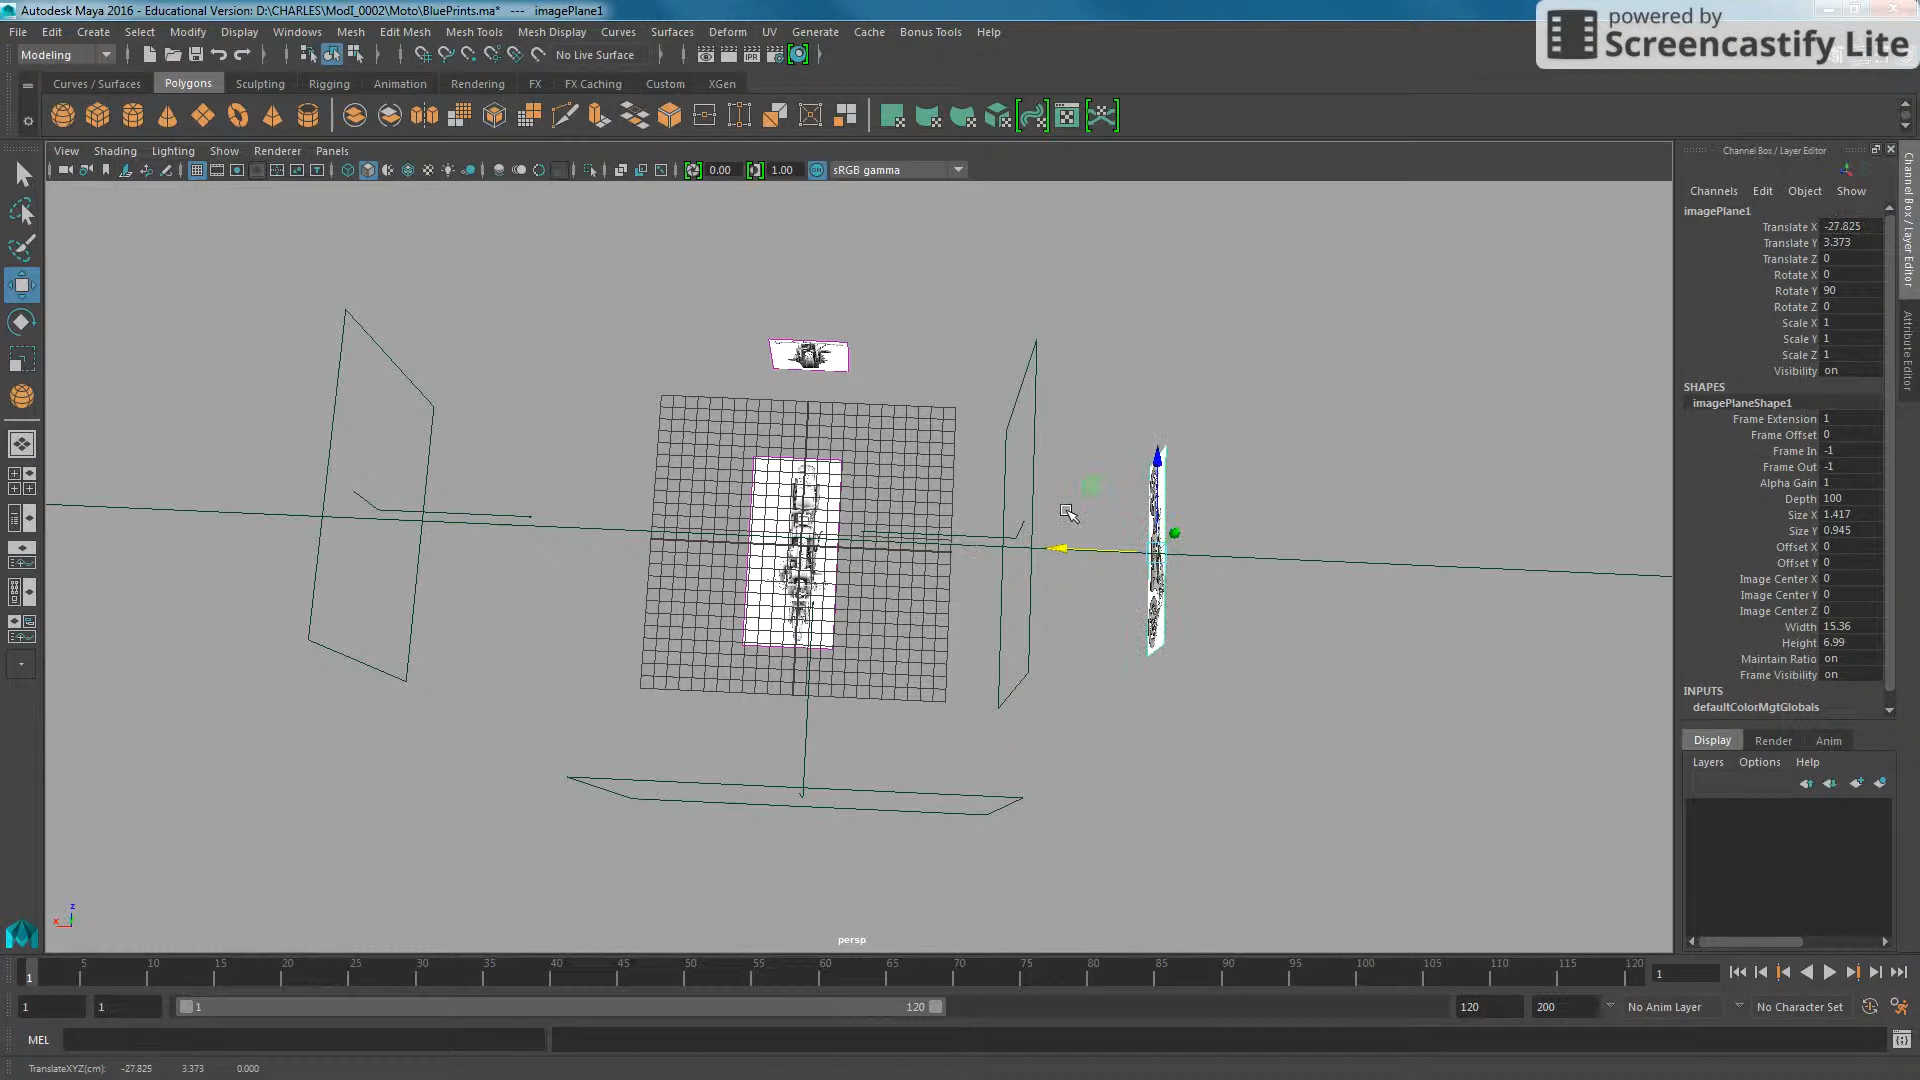 Autodesk Maya 2016 - Educational Version: D:\CHARLES\ModI_0002\Moto\BluePrints.ma* --- imagePlane1
powered by
Screencastify Lite
File Edit Create Select Modify Display Windows Mesh Edit Mesh Mesh Tools Mesh Display Curves Surfaces Deform UV Generate Cache Bonus Tools Help
Modeling No Live Surface
Curves / Surfaces Polygons Sculpting Rigging Animation Rendering FX FX Caching Custom XGen
View Shading Lighting Show Renderer Panels
0.00 1.00 sRGB gamma
Channel Box / Layer Editor
Channels Edit Object Show
imagePlane1
Translate X -27.825
Translate Y 3.373
Translate Z 0
Rotate X 0
Rotate Y 90
Rotate Z 0
Scale X 1
Scale Y 1
Scale Z 1
Visibility on
SHAPES
imagePlaneShape1
Frame Extension 1
Frame Offset 0
Frame In -1
Frame Out -1
Alpha Gain 1
Depth 100
Size X 1.417
Size Y 0.945
Offset X 0
Offset Y 0
Image Center X 0
Image Center Y 0
Image Center Z 0
Width 15.36
Height 6.99
Maintain Ratio on
Frame Visibility on
INPUTS
defaultColorMgtGlobals
Display Render Anim
Layers Options Help
Channel Box / Layer Editor
Attribute Editor
z
x
persp
5 10 15 20 25 30 35 40 45 50 55 60 65 70 75 80 85 90 95 100 105 110 115 120
1 1
1 1 1 120 120 200 No Anim Layer No Character Set
MEL
TranslateXYZ(cm): -27.825 3.373 0.000